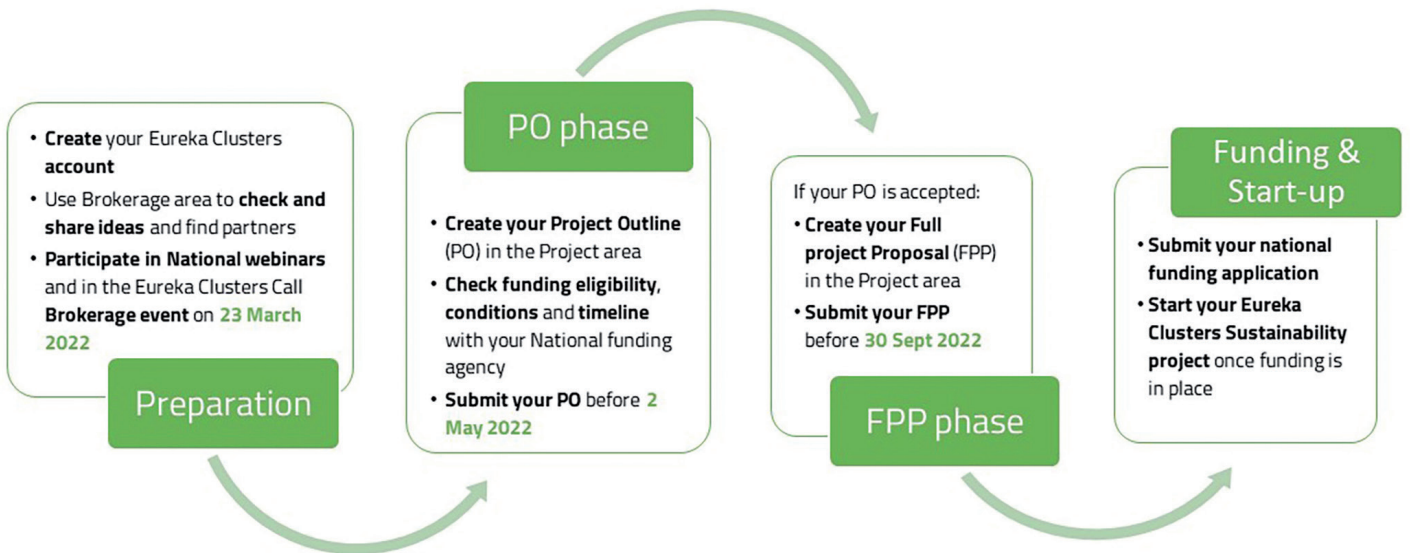 • Create your Eureka Clusters
account
• Use Brokerage area to check and
share ideas and find partners
• Participate in National webinars
and in the Eureka Clusters Call
Brokerage event on 23 March
2022
Preparation
PO phase
• Create your Project Outline
(PO) in the Project area
• Check funding eligibility,
conditions and timeline
with your National funding
agency
• Submit your PO before 2
May 2022
If your PO is accepted:
• Create your Full
project Proposal (FPP)
in the Project area
• Submit your FPP
before 30 Sept 2022
FPP phase
Funding &
Start-up
• Submit your national
funding application
• Start your Eureka
Clusters Sustainability
project once funding is
in place